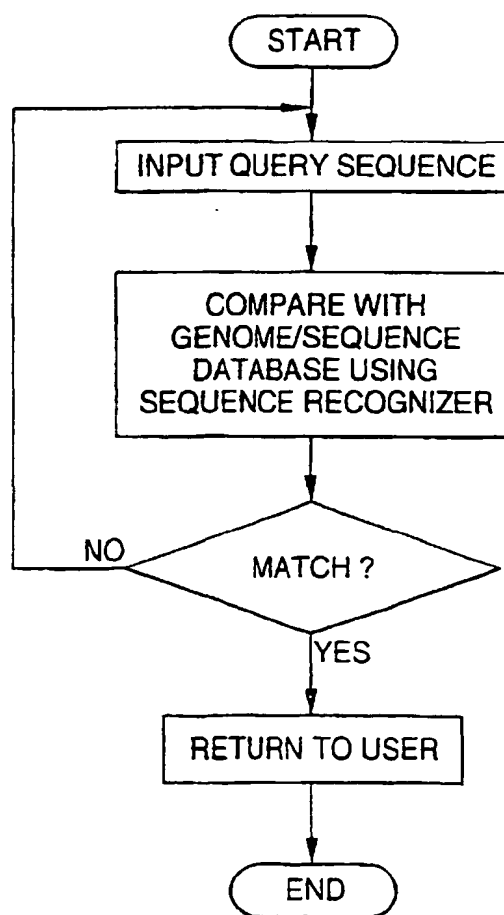 START
INPUT QUERY SEQUENCE
COMPARE WITH
GENOME/SEQUENCE
DATABASE USING
SEQUENCE RECOGNIZER
NO
MATCH ?
YES
RETURN TO USER
END